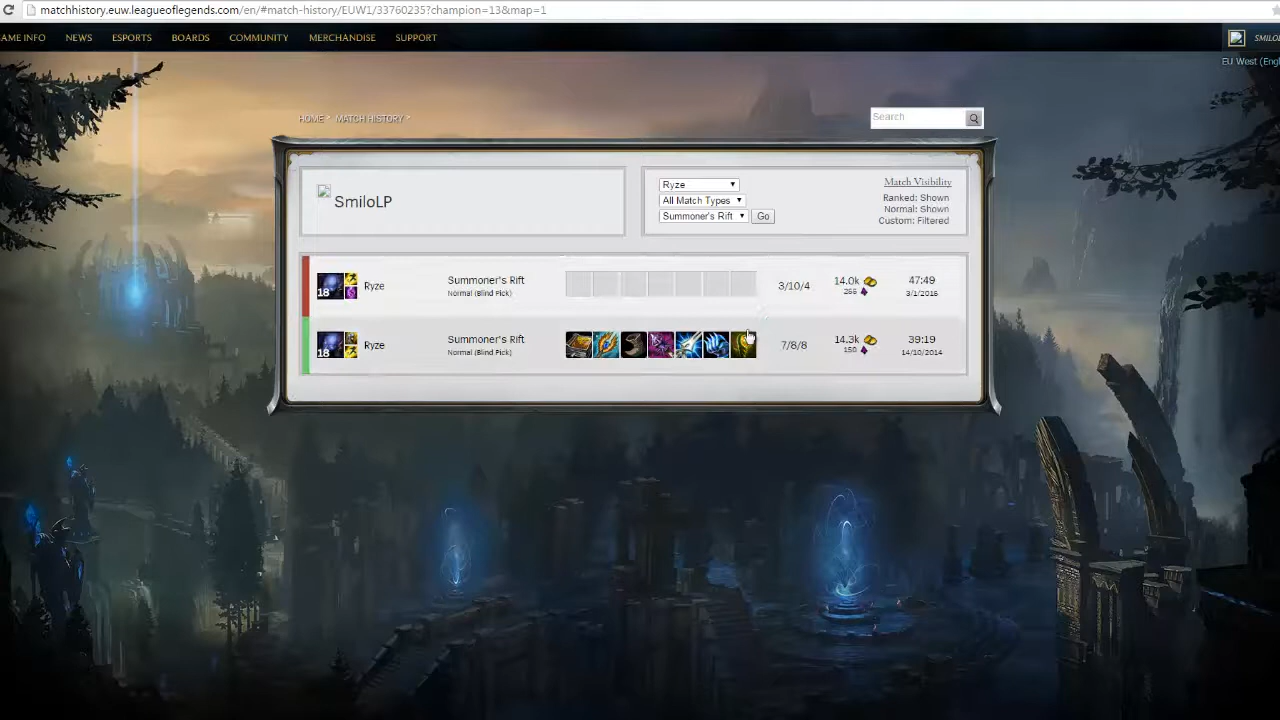 matchhistory.euw.leagueoflegends.com/en/#match-history/EUW1/33760235?champion=13&map=1
AME INFO NEWS ESPORTS BOARDS COMMUNITY MERCHANDISE SUPPORT SMILOL
EU West (Engl
HOME > MATCH HISTORY > Search
SmiloLP
Ryze
All Match Types
Summoner's Rift Go
Match Visibility
Ranked: Shown
Normal: Shown
Custom: Filtered
18 Ryze Summoner's Rift 3/10/4 14.0k 47:49
Normal (Blind Pick) 266 3/1/2015
18 Ryze Summoner's Rift 7/8/8 14.3k 39:19
Normal (Blind Pick) 159 14/10/2014